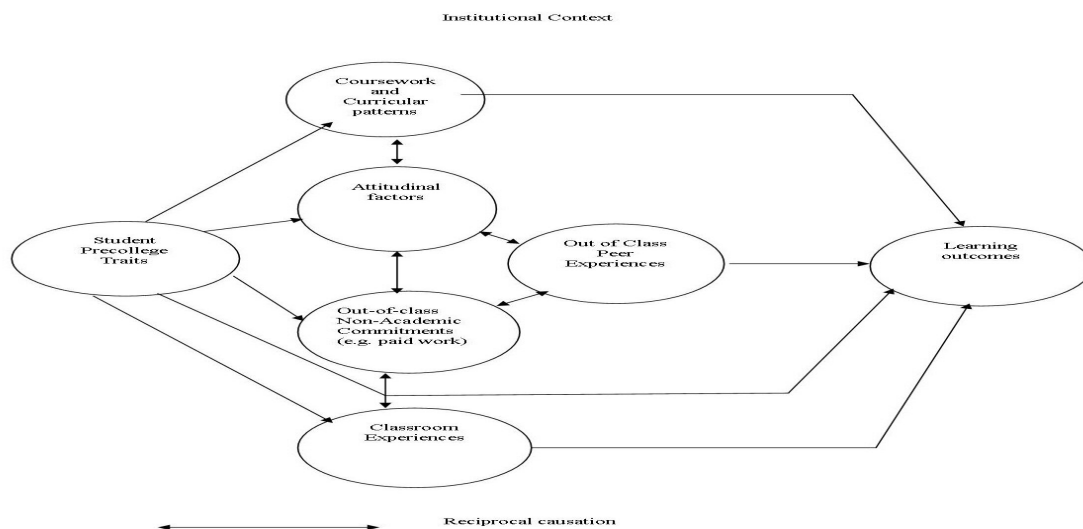 Institutional Context
Coursework
and
Curricular
patterns
Attitudinal
factors
Student
Precollege
Traits
Out of Class
Peer
Experiences
Learning
outcomes
Out-of-class
Non-Academic
Commitments
(e.g. paid work)
Classroom
Experiences
Reciprocal causation